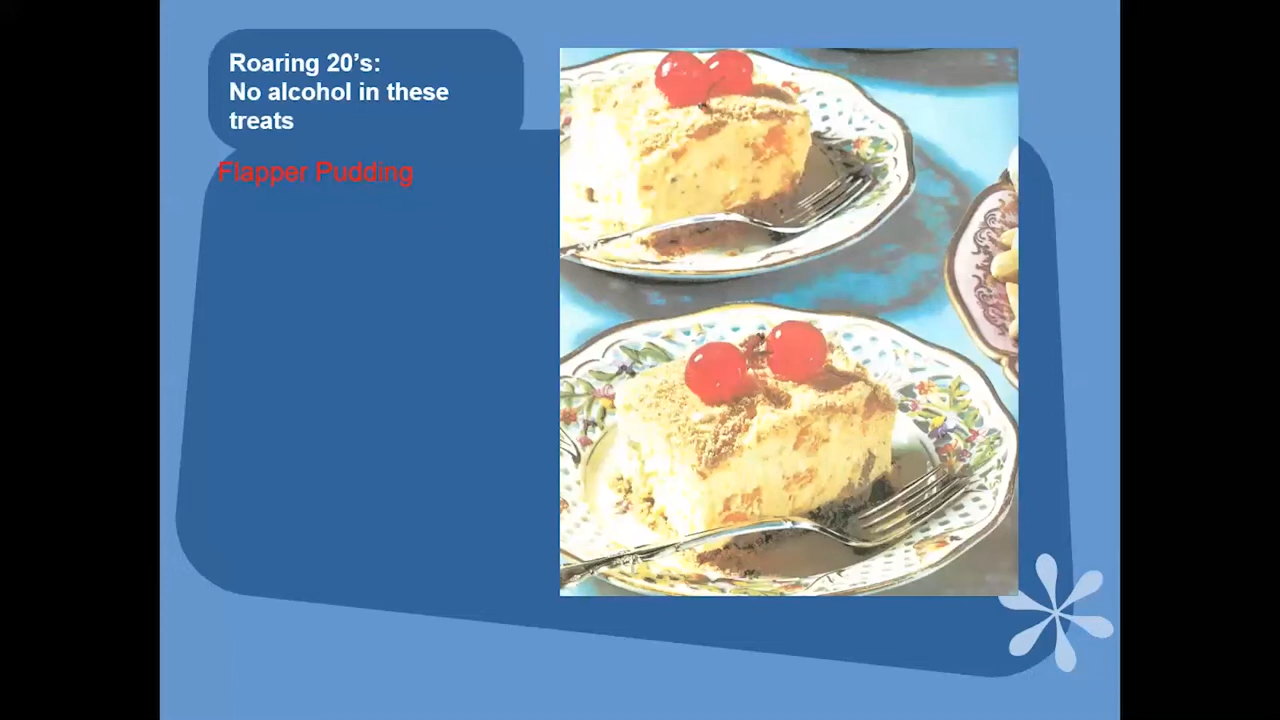 Roaring 20’s:
No alcohol in these
treats
Flapper Pudding